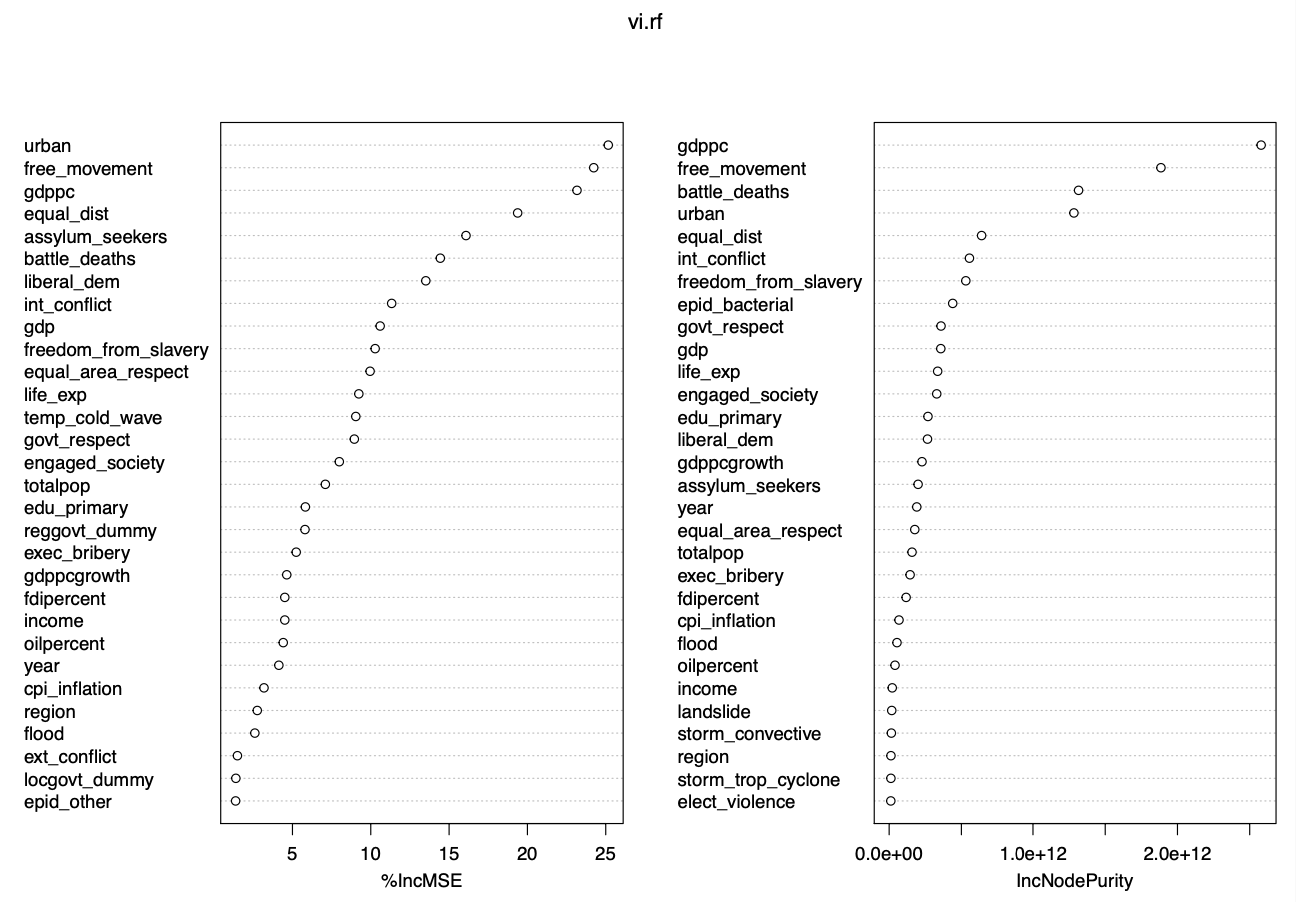 vi.rf
urban
free_movement
gdppc
equal_dist
assylum_seekers
battle_deaths
liberal_dem
int_conflict
gdp
freedom_from_slavery
equal_area_respect
life_exp
temp_cold_wave
govt_respect
engaged_society
totalpop
edu_primary
reggovt_dummy
exec_bribery
gdppcgrowth
fdipercent
income
oilpercent
year
cpi_inflation
region
flood
ext_conflict
locgovt_dummy
epid_other
5 10 15 20 25
%IncMSE
gdppc
free_movement
battle_deaths
urban
equal_dist
int_conflict
freedom_from_slavery
epid_bacterial
govt_respect
gdp
life_exp
engaged_society
edu_primary
liberal_dem
gdppcgrowth
assylum_seekers
year
equal_area_respect
totalpop
exec_bribery
fdipercent
cpi_inflation
flood
oilpercent
income
landslide
storm_convective
region
storm_trop_cyclone
elect_violence
0.0e+00 1.0e+12 2.0e+12
IncNodePurity